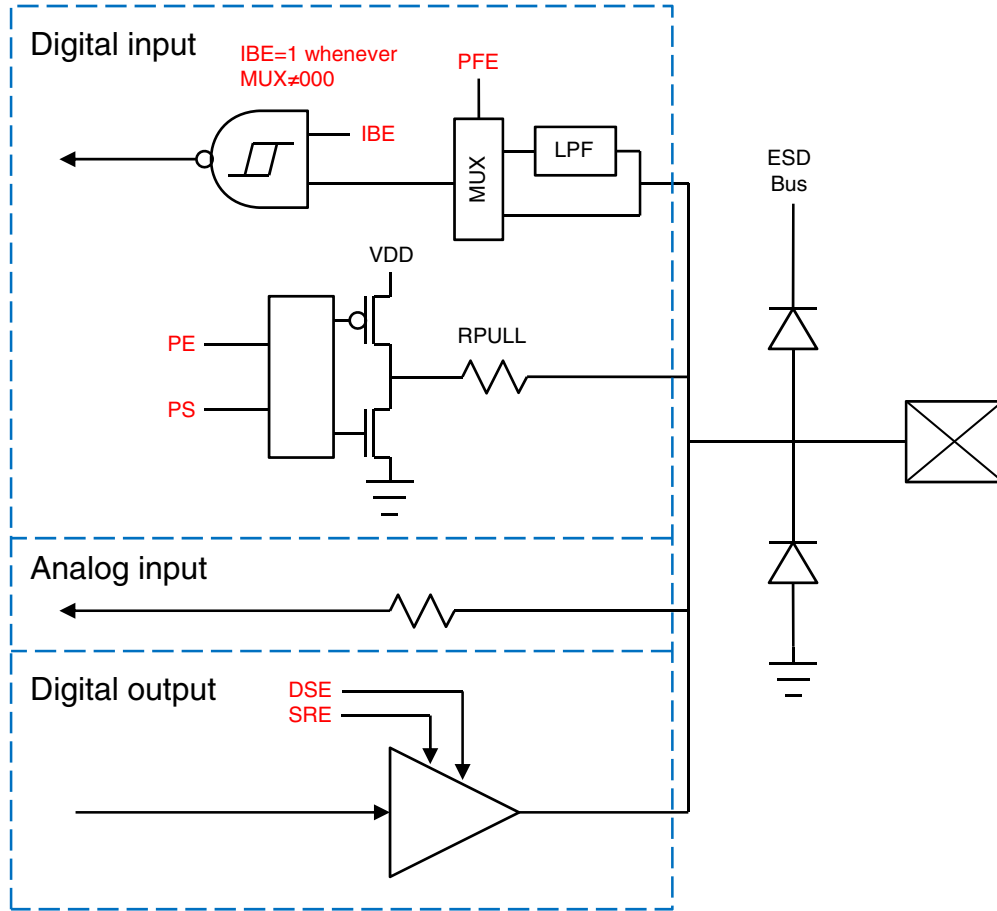 Digital input
IBE=1 whenever
MUX≠000
PFE
IBE
MUX
LPF
ESD
Bus
VDD
PE
RPULL
PS
Analog input
Digital output
DSE
SRE